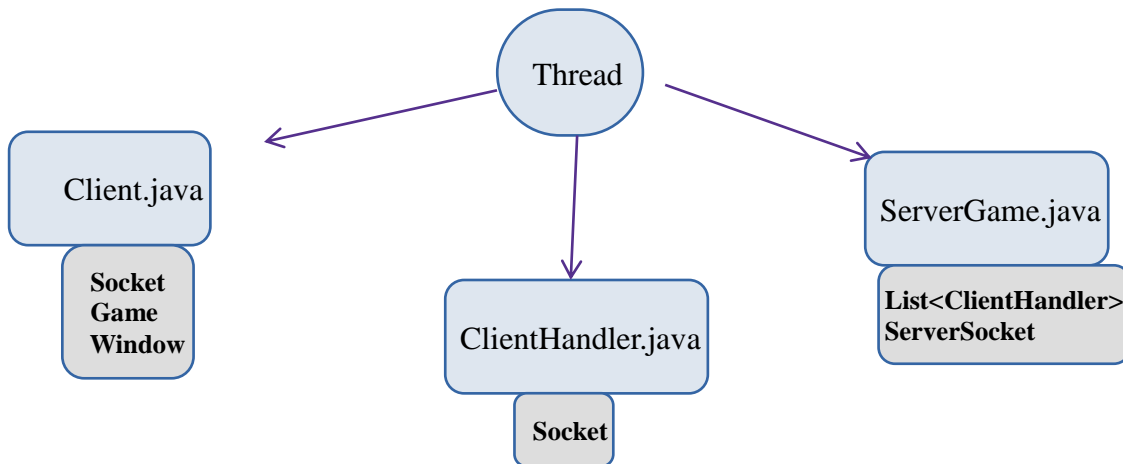 Thread
Client.java
Socket
Game
Window
ClientHandler.java
Socket
ServerGame.java
List<ClientHandler>
ServerSocket